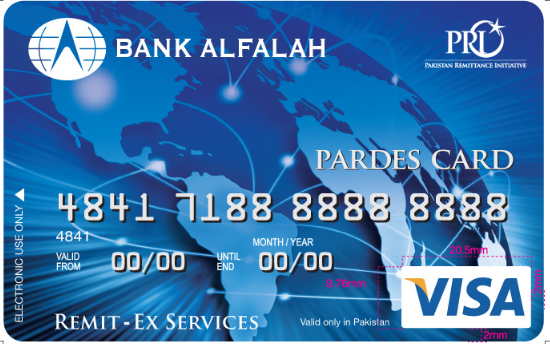 BANK ALFALAH
PRI
PAKISTAN REMITTANCE INITIATIVE
PARDES CARD
ELECTRONIC USE ONLY
4841 7188 8888 8888
4841
MONTH / YEAR
VALID FROM 00/00 UNTIL END 00/00
20.5mm
9.76mm
VISA
REMIT-EX SERVICES
Valid only in Pakistan
2mm
2mm